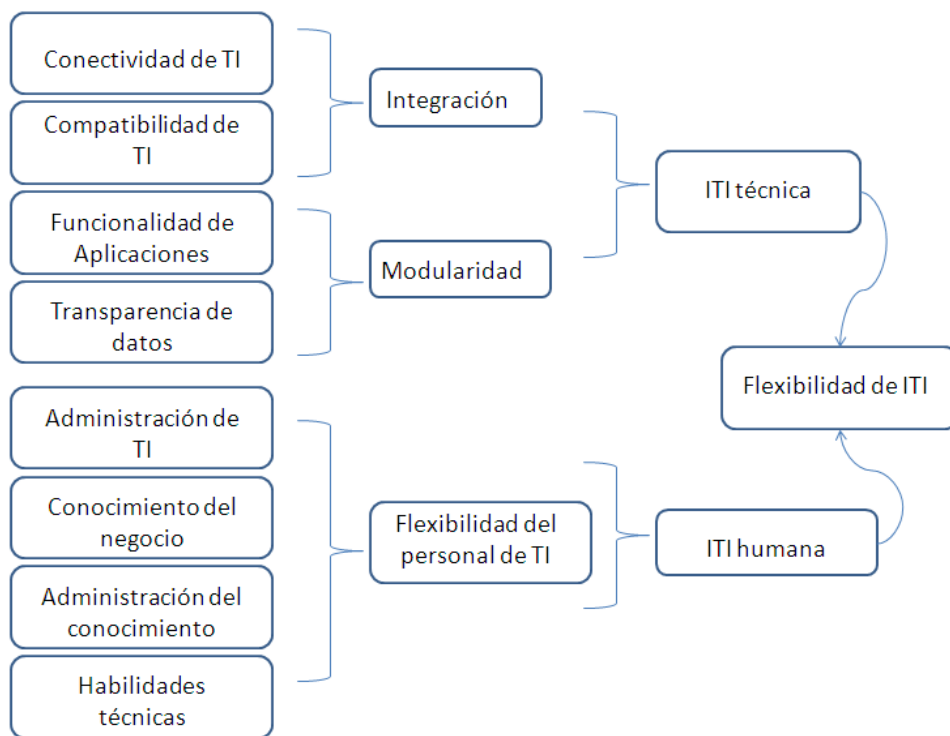 Conectividad de TI
Compatibilidad de
TI
Funcionalidad de
Aplicaciones
Transparencia de
datos
Administración de
TI
Conocimiento del
negocio
Administración del
conocimiento
Habilidades
técnicas
Integración
Modularidad
Flexibilidad del
personal de TI
ITI técnica
ITI humana
Flexibilidad de ITI